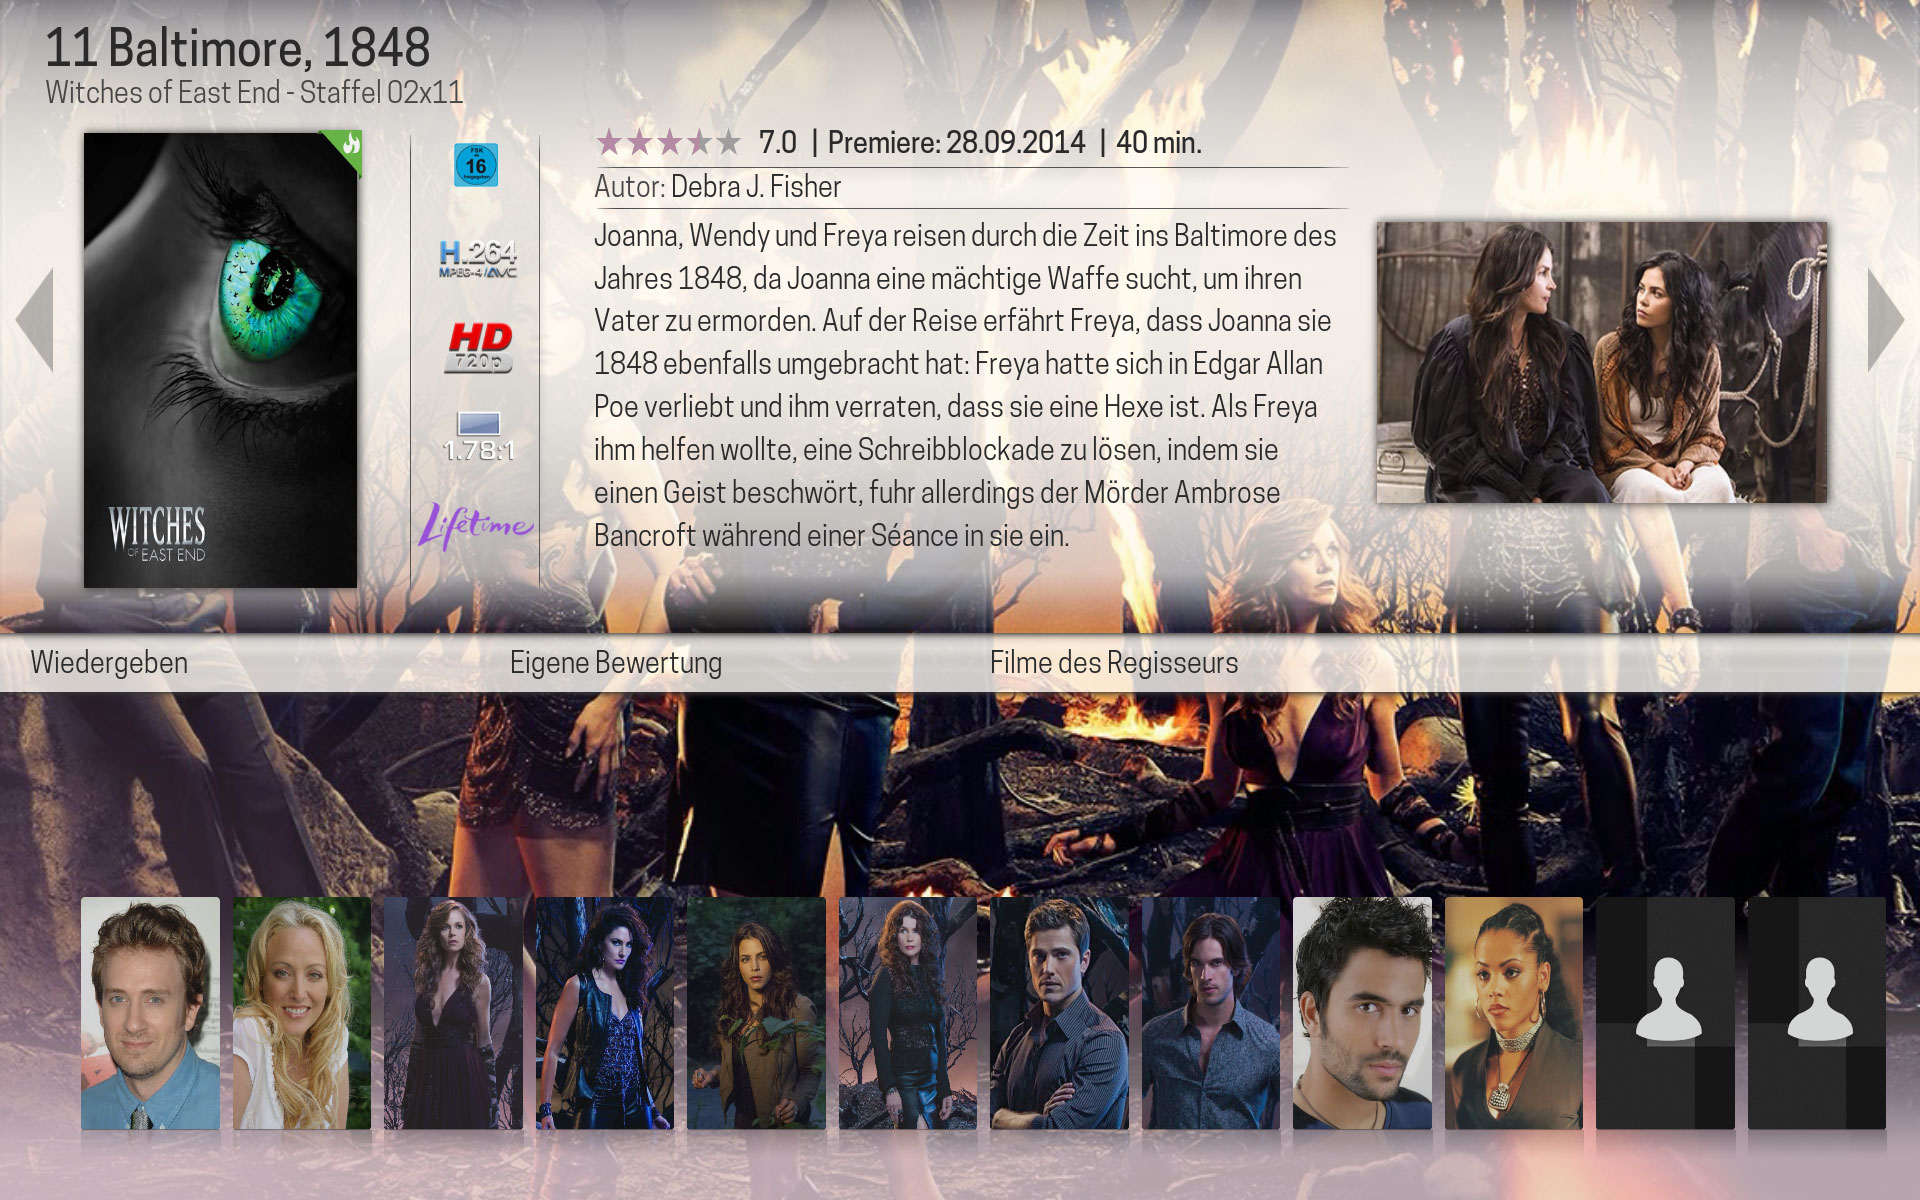 11 Baltimore, 1848
Witches of East End - Staffel 02x11
7.0 | Premiere: 28.09.2014 | 40 min.
Autor: Debra J. Fisher
FSK
ab
16
freigegeben
H.264
MPEG-4/AVC
HD
720p
1.78:1
Lifetime
WITCHES
OF EAST END
Joanna, Wendy und Freya reisen durch die Zeit ins Baltimore des
Jahres 1848, da Joanna eine mächtige Waffe sucht, um ihren
Vater zu ermorden. Auf der Reise erfährt Freya, dass Joanna sie
1848 ebenfalls umgebracht hat: Freya hatte sich in Edgar Allan
Poe verliebt und ihm verraten, dass sie eine Hexe ist. Als Freya
ihm helfen wollte, eine Schreibblockade zu lösen, indem sie
einen Geist beschwört, fuhr allerdings der Mörder Ambrose
Bancroft während einer Séance in sie ein.
Wiedergeben
Eigene Bewertung
Filme des Regisseurs